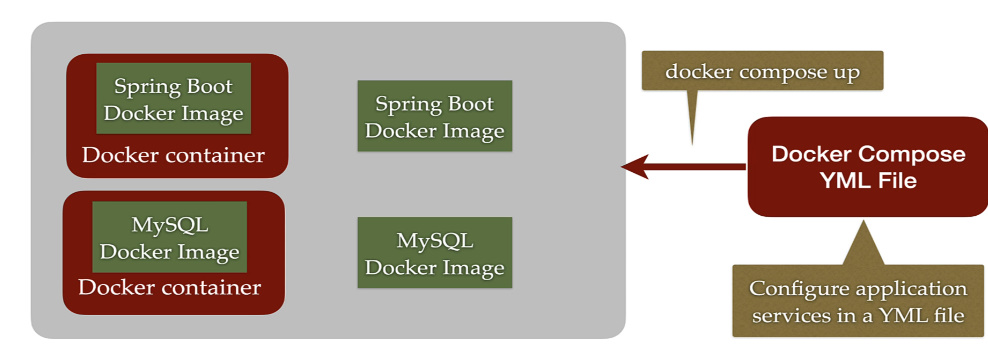 Spring Boot
Docker Image
Docker container
Spring Boot
Docker Image
MySQL
Docker Image
Docker container
MySQL
Docker Image
docker compose up
Docker Compose
YML File
Configure application
services in a YML file